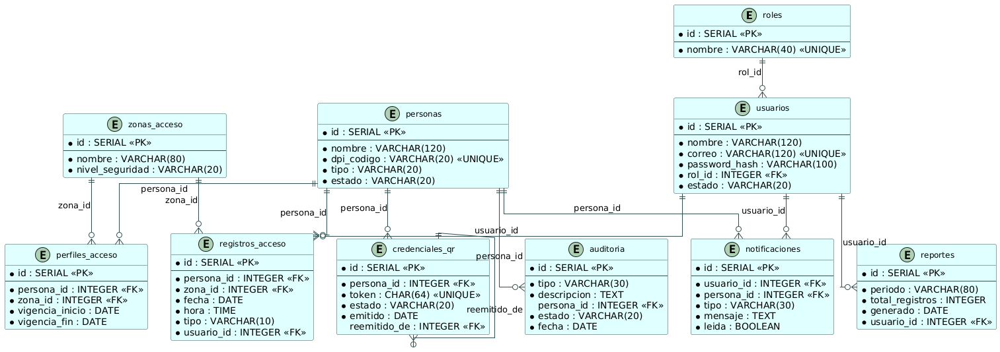 E roles
* id : SERIAL «PK»
* nombre : VARCHAR(40) «UNIQUE»
rol_id
E zonas_acceso
* id : SERIAL «PK»
* nombre : VARCHAR(80)
* nivel_seguridad : VARCHAR(20)
E personas
* id : SERIAL «PK»
* nombre : VARCHAR(120)
* dpi_codigo : VARCHAR(20) «UNIQUE»
* tipo : VARCHAR(20)
* estado : VARCHAR(20)
E usuarios
* id : SERIAL «PK»
* nombre : VARCHAR(120)
* correo : VARCHAR(120) «UNIQUE»
* password_hash : VARCHAR(100)
* rol_id : INTEGER «FK»
* estado : VARCHAR(20)
zona_id
persona_id
zona_id
persona_id
persona_id
usuario_id
persona_id
persona_id
usuario_id
usuario_id
reemitido_de
E perfiles_acceso
* id : SERIAL «PK»
* persona_id : INTEGER «FK»
* zona_id : INTEGER «FK»
* vigencia_inicio : DATE
* vigencia_fin : DATE
E registros_acceso
* id : SERIAL «PK»
* persona_id : INTEGER «FK»
* zona_id : INTEGER «FK»
* fecha : DATE
* hora : TIME
* tipo : VARCHAR(10)
* usuario_id : INTEGER «FK»
E credenciales_qr
* id : SERIAL «PK»
* persona_id : INTEGER «FK»
* token : CHAR(64) «UNIQUE»
* estado : VARCHAR(20)
* emitido : DATE
reemitido_de : INTEGER «FK»
E auditoria
* id : SERIAL «PK»
* tipo : VARCHAR(30)
* descripcion : TEXT
persona_id : INTEGER «FK»
* estado : VARCHAR(20)
* fecha : DATE
E notificaciones
* id : SERIAL «PK»
* usuario_id : INTEGER «FK»
* persona_id : INTEGER «FK»
* tipo : VARCHAR(30)
* mensaje : TEXT
* leida : BOOLEAN
E reportes
* id : SERIAL «PK»
* periodo : VARCHAR(80)
* total_registros : INTEGER
* generado : DATE
* usuario_id : INTEGER «FK»